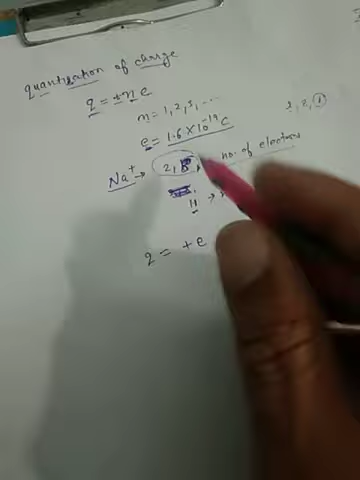 Quantization of charge
q = ±n e
n = 1, 2, 3, ...
e = 1.6 × 10⁻¹⁹ C
2, 8, 1
Na⁺ → 2, 8 → no. of electrons
11 →
q = + e